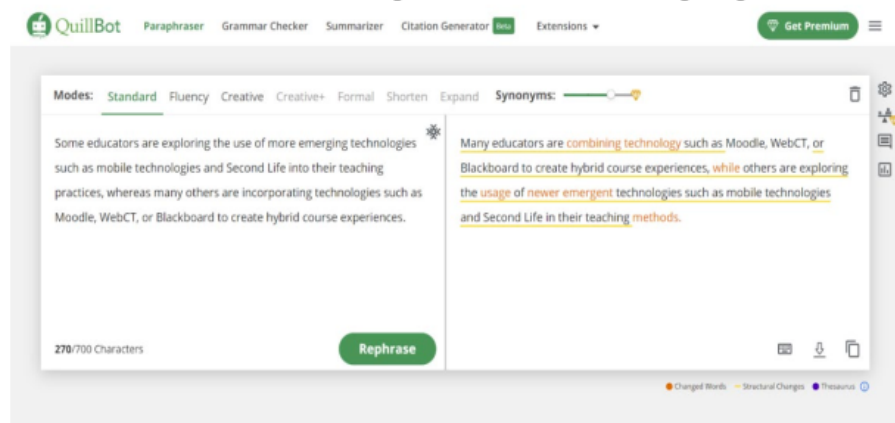 QuillBot Paraphraser Grammar Checker Summarizer Citation Generator Beta Extensions Get Premium
Modes: Standard Fluency Creative Creative+ Formal Shorten Expand Synonyms:
Some educators are exploring the use of more emerging technologies
such as mobile technologies and Second Life into their teaching
practices, whereas many others are incorporating technologies such as
Moodle, WebCT, or Blackboard to create hybrid course experiences.
Many educators are combining technology such as Moodle, WebCT, or
Blackboard to create hybrid course experiences, while others are exploring
the usage of newer emergent technologies such as mobile technologies
and Second Life in their teaching methods.
270/700 Characters
Rephrase
Changed Words Structural Changes Thesaurus